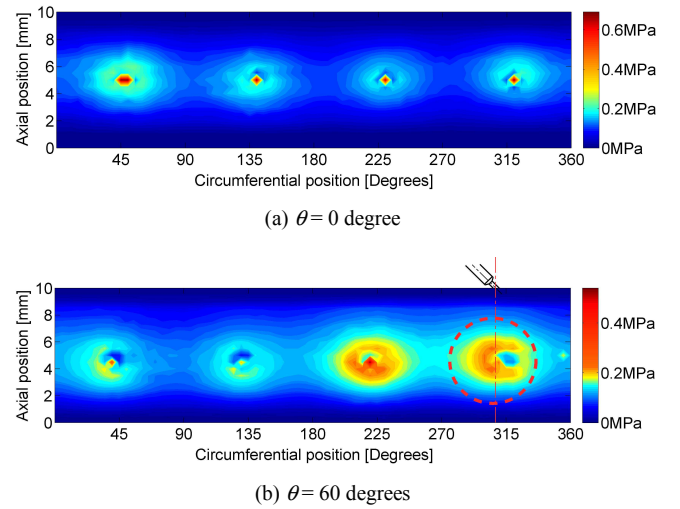 10
8
6
4
2
0
Axial position [mm]
45 90 135 180 225 270 315 360
Circumferential position [Degrees]
0.6MPa
0.4MPa
0.2MPa
0MPa
(a) θ = 0 degree
10
8
6
4
2
0
Axial position [mm]
45 90 135 180 225 270 315 360
Circumferential position [Degrees]
0.4MPa
0.2MPa
0MPa
(b) θ = 60 degrees